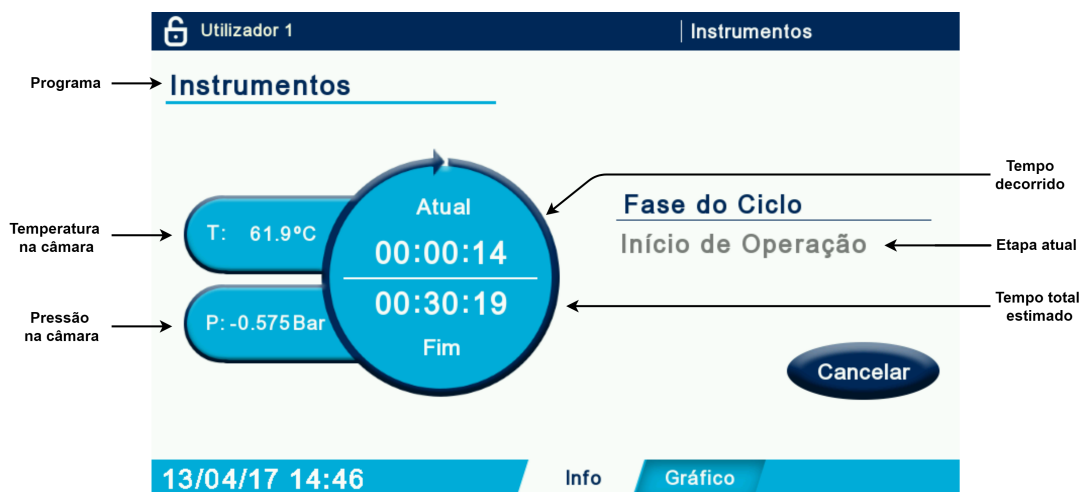 Utilizador 1
Instrumentos
Programa
Instrumentos
Tempo
decorrido
Atual
Fase do Ciclo
Temperatura
na câmara
T: 61.9ºC
00:00:14
Início de Operação
Etapa atual
00:30:19
Tempo total
estimado
Pressão
na câmara
P: -0.575Bar
Fim
Cancelar
13/04/17 14:46
Info
Gráfico